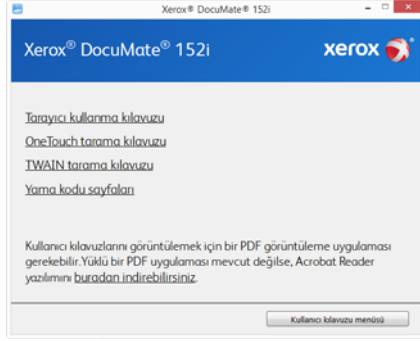 Xerox® DocuMate® 152i
Xerox® DocuMate® 152i
xerox
Tarayıcı kullanma kılavuzu
OneTouch tarama kılavuzu
TWAIN tarama kılavuzu
Yama kodu sayfaları
Kullanıcı kılavuzlarını görüntülemek için bir PDF görüntüleme uygulaması
gerekebilir.Yüklü bir PDF uygulaması mevcut değilse, Acrobat Reader
yazılımını buradan indirebilirsiniz.
Kullanıcı kılavuzu menüsü